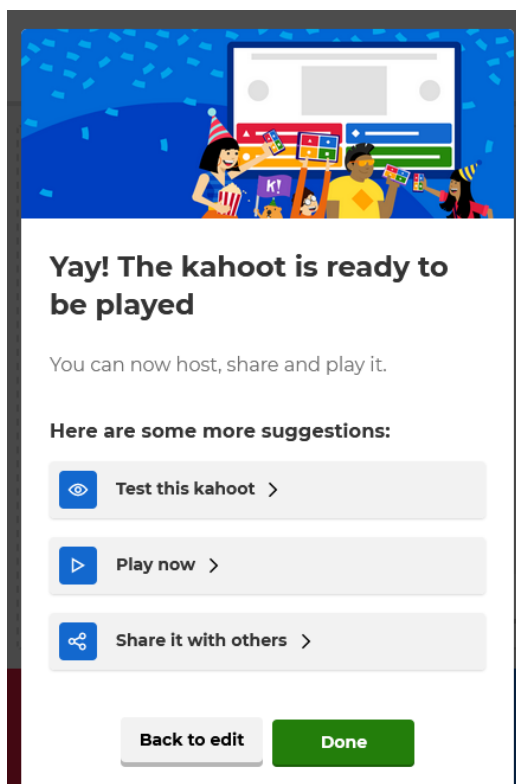 K!
Yay! The kahoot is ready to
be played
You can now host, share and play it.
Here are some more suggestions:
Test this kahoot
Play now
Share it with others
Back to edit
Done